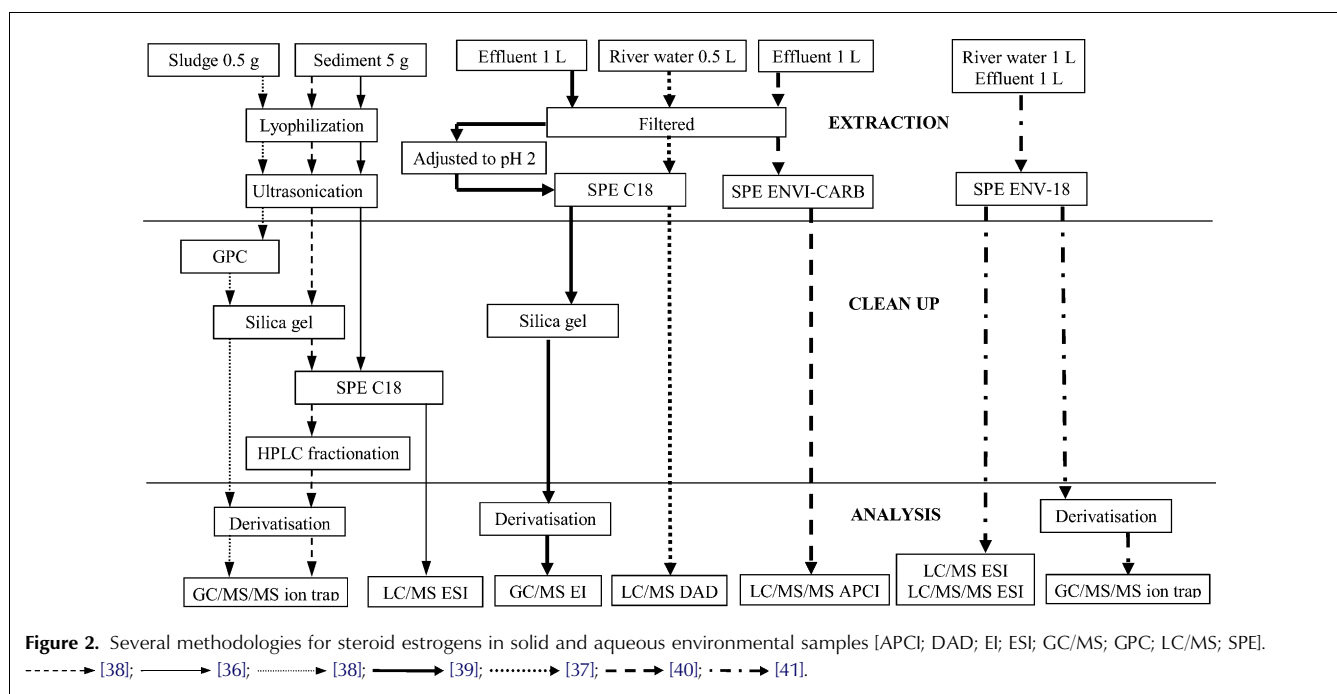 Sludge 0.5 g
Sediment 5 g
Effluent 1 L
River water 0.5 L
Effluent 1 L
River water 1 L
Effluent 1 L
Lyophilization
Filtered
EXTRACTION
Adjusted to pH 2
Ultrasonication
SPE C18
SPE ENVI-CARB
SPE ENV-18
GPC
CLEAN UP
Silica gel
Silica gel
SPE C18
HPLC fractionation
ANALYSIS
Derivatisation
Derivatisation
Derivatisation
GC/MS/MS ion trap
LC/MS ESI
GC/MS EI
LC/MS DAD
LC/MS/MS APCI
LC/MS ESI
LC/MS/MS ESI
GC/MS/MS ion trap
Figure 2. Several methodologies for steroid estrogens in solid and aqueous environmental samples [APCI; DAD; EI; ESI; GC/MS; GPC; LC/MS; SPE].
[38]; [36]; [38]; [39]; [37]; [40]; [41].